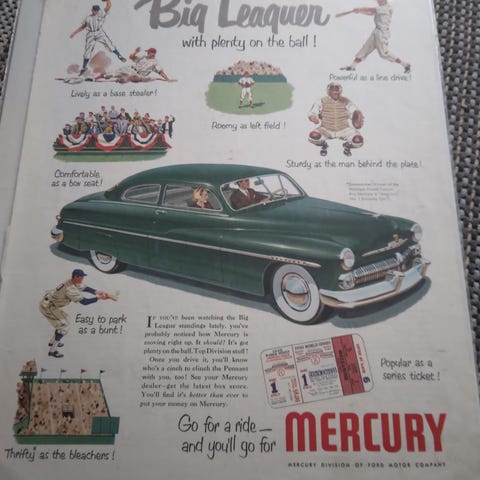 Big Leaguer
with plenty on the ball!
Lively as a base stealer!
Powerful as a line drive!
Roomy as left field!
Comfortable
as a box seat!
Sturdy as the man behind the plate!
Easy to park
as a bunt!
IF YOU'VE been watching the Big
League standings lately, you've
probably noticed how Mercury is
moving right up. It should! It's got
plenty on the ball. Top Division stuff!
Once you drive it, you'll know
who's a cinch to clinch the Pennant
with you, too! See your Mercury
dealer—get the latest box score.
You'll find it's better than ever to
put your money on Mercury.
Popular as a
series ticket!
Thrifty* as the bleachers!
Go for a ride—
and you'll go for
MERCURY
MERCURY DIVISION OF FORD MOTOR COMPANY